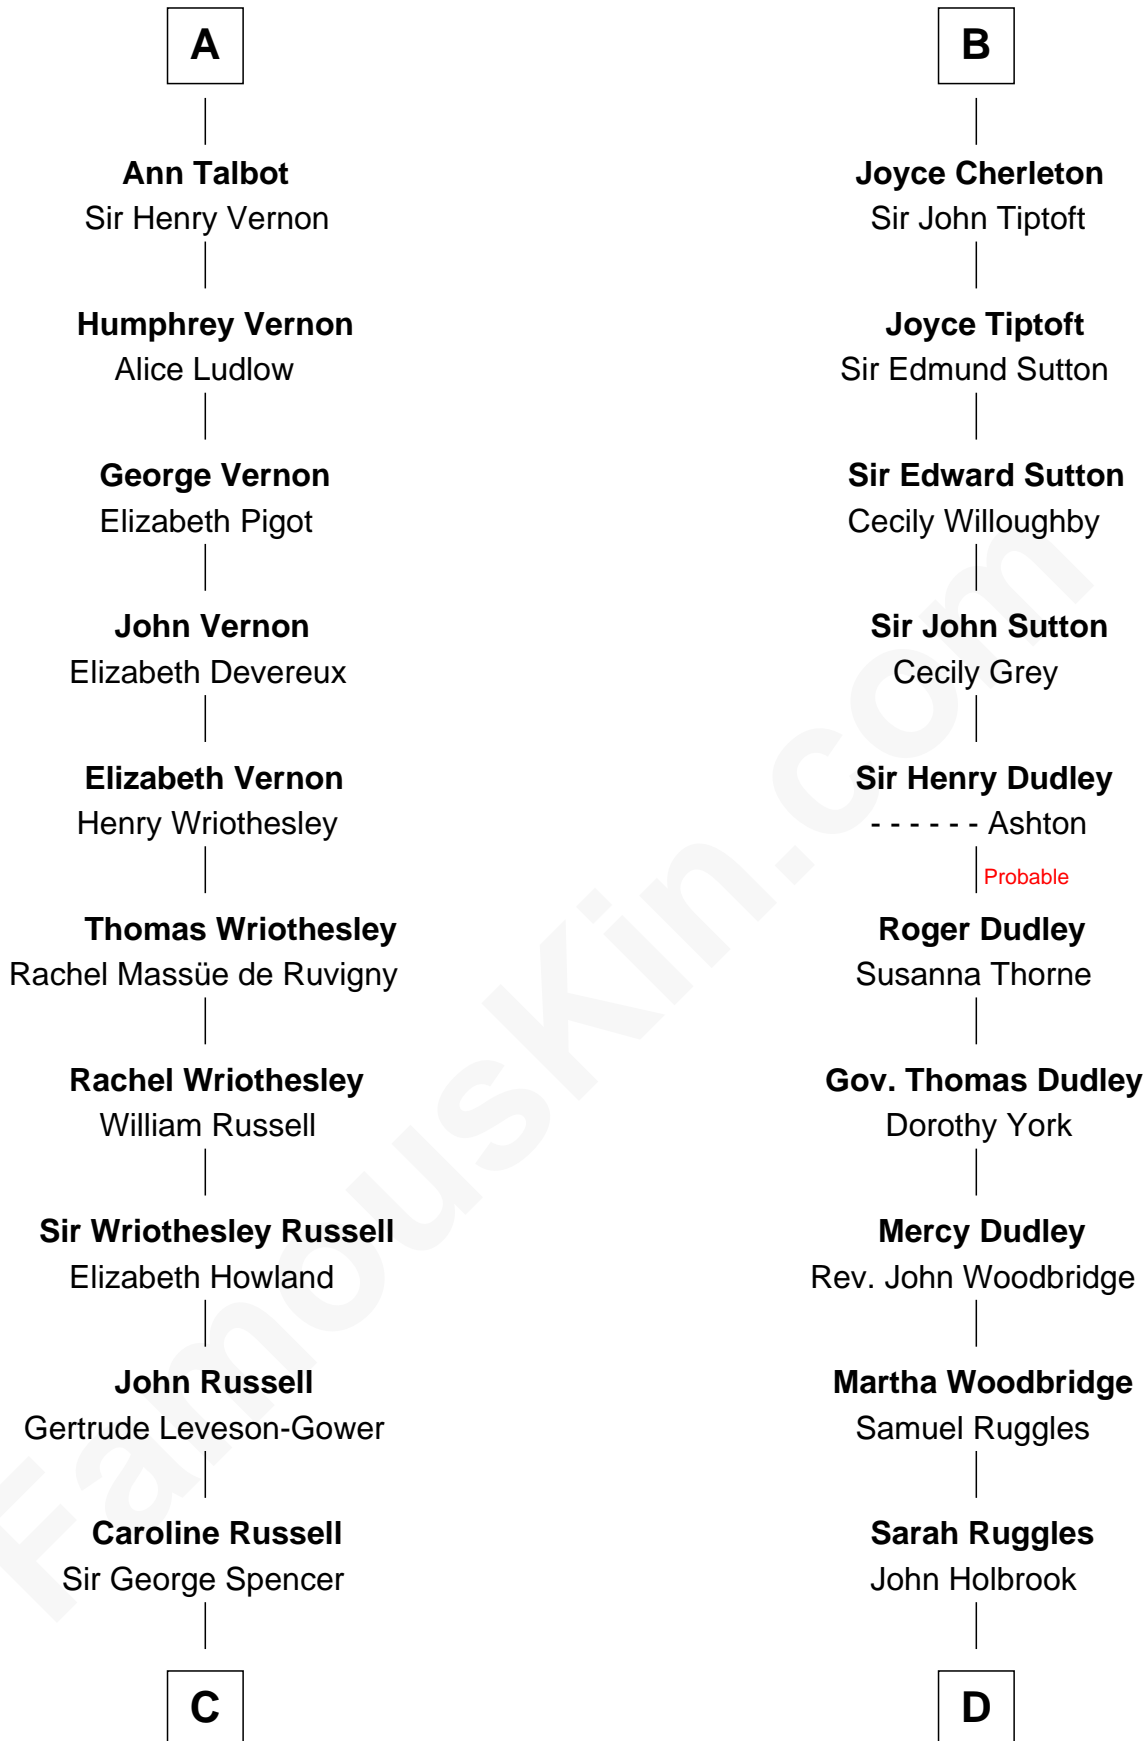 A
Ann Talbot
Sir Henry Vernon
Humphrey Vernon
Alice Ludlow
George Vernon
Elizabeth Pigot
John Vernon
Elizabeth Devereux
Elizabeth Vernon
Henry Wriothesley
Thomas Wriothesley
Rachel Massüe de Ruvigny
Rachel Wriothesley
William Russell
Sir Wriothesley Russell
Elizabeth Howland
John Russell
Gertrude Leveson-Gower
Caroline Russell
Sir George Spencer
C
B
Joyce Cherleton
Sir John Tiptoft
Joyce Tiptoft
Sir Edmund Sutton
Sir Edward Sutton
Cecily Willoughby
Sir John Sutton
Cecily Grey
Sir Henry Dudley
- - - - - - Ashton
Probable
Roger Dudley
Susanna Thorne
Gov. Thomas Dudley
Dorothy York
Mercy Dudley
Rev. John Woodbridge
Martha Woodbridge
Samuel Ruggles
Sarah Ruggles
John Holbrook
D
FamousKin.com